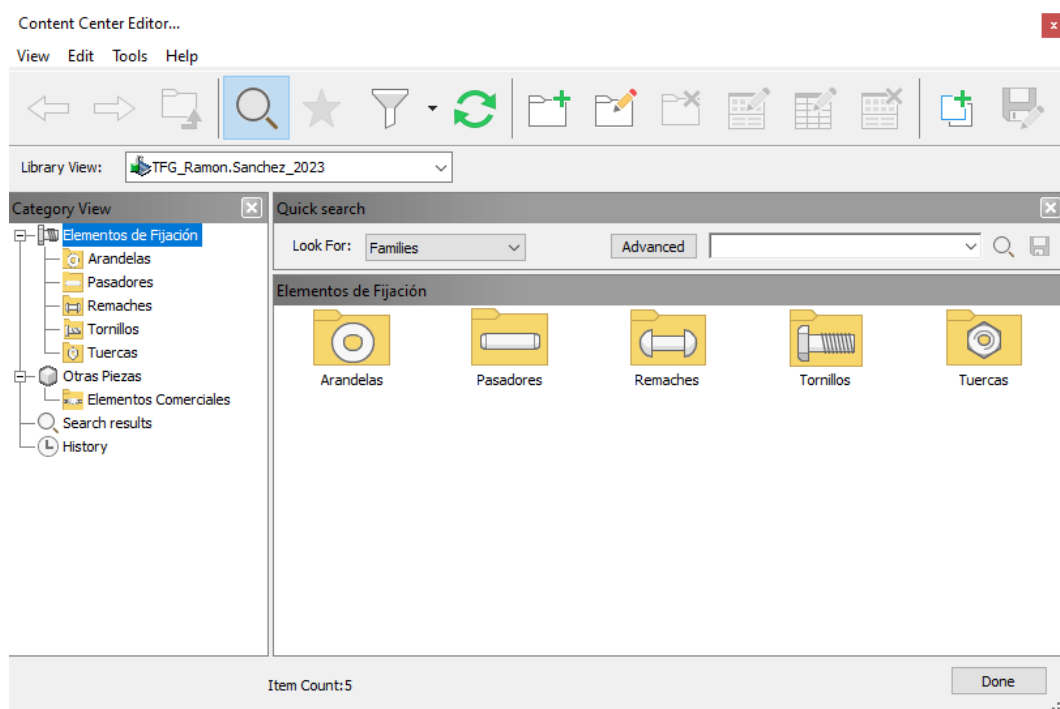 Content Center Editor...
x
View Edit Tools Help
Library View: TFG_Ramon.Sanchez_2023
Category View
Elementos de Fijación
Arandelas
Pasadores
Remaches
Tornillos
Tuercas
Otras Piezas
Elementos Comerciales
Search results
History
Quick search
Look For: Families Advanced
Elementos de Fijación
Arandelas Pasadores Remaches Tornillos Tuercas
Item Count:5
Done